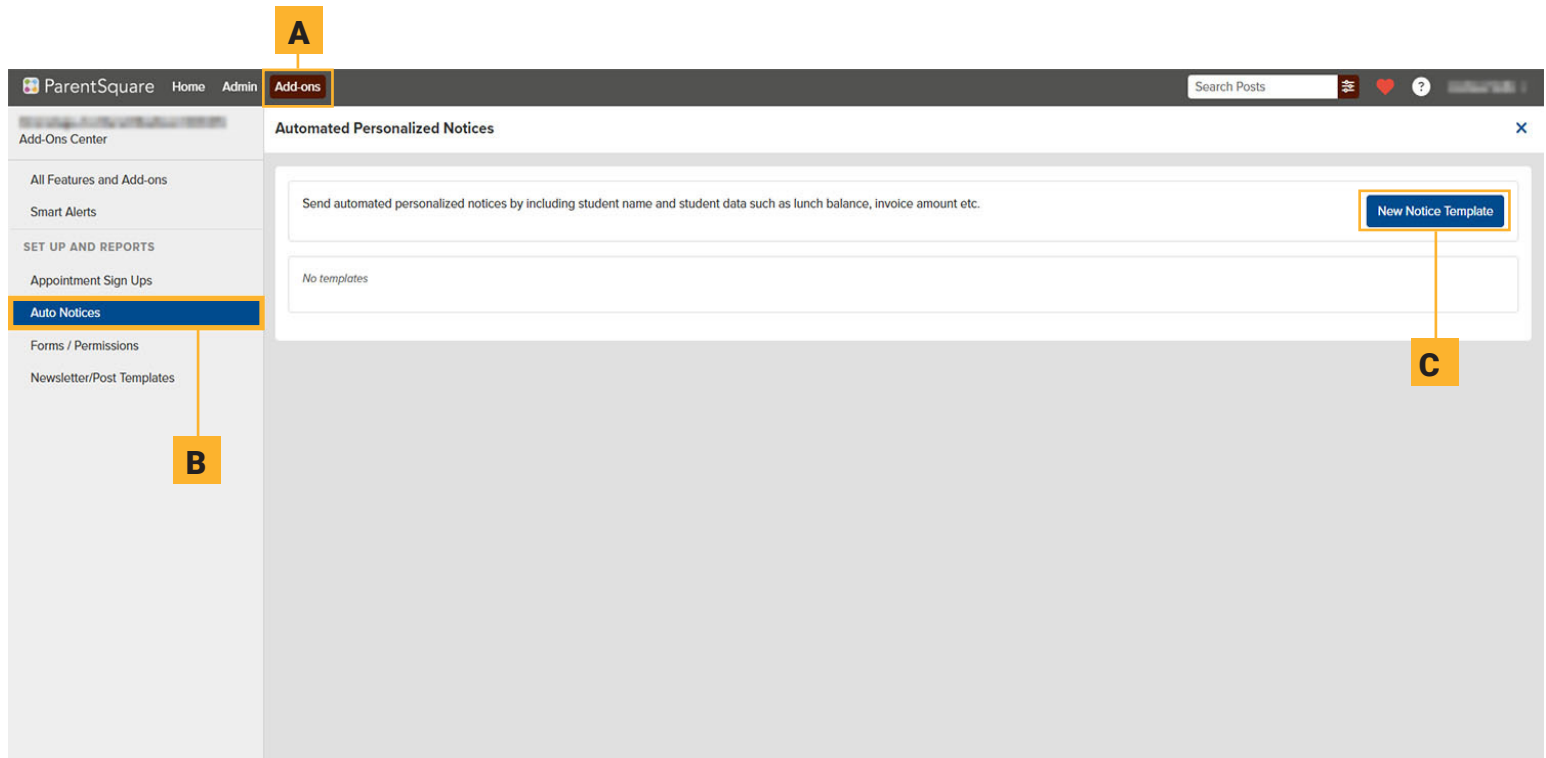 A
ParentSquare Home Admin Add-ons Search Posts ?
Add-Ons Center
Automated Personalized Notices
All Features and Add-ons
Smart Alerts
SET UP AND REPORTS
Appointment Sign Ups
Auto Notices
Forms / Permissions
Newsletter/Post Templates
Send automated personalized notices by including student name and student data such as lunch balance, invoice amount etc.
New Notice Template
No templates
C
B